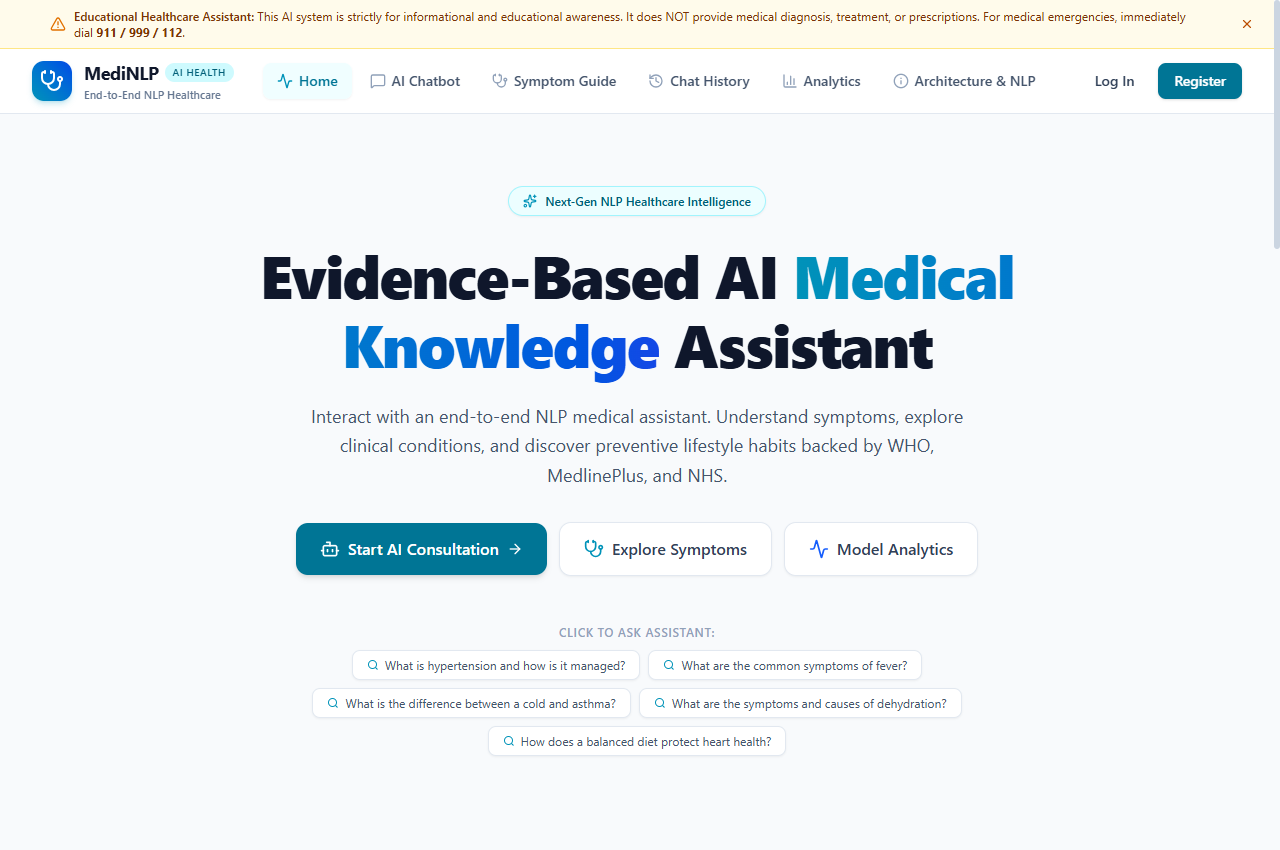 Educational Healthcare Assistant: This AI system is strictly for informational and educational awareness. It does NOT provide medical diagnosis, treatment, or prescriptions. For medical emergencies, immediately
dial 911 / 999 / 112.
MediNLP AI HEALTH
End-to-End NLP Healthcare
Home
AI Chatbot
Symptom Guide
Chat History
Analytics
Architecture & NLP
Log In
Register
Next-Gen NLP Healthcare Intelligence
Evidence-Based AI Medical
Knowledge Assistant
Interact with an end-to-end NLP medical assistant. Understand symptoms, explore
clinical conditions, and discover preventive lifestyle habits backed by WHO,
MedlinePlus, and NHS.
Start AI Consultation
Explore Symptoms
Model Analytics
CLICK TO ASK ASSISTANT:
What is hypertension and how is it managed?
What are the common symptoms of fever?
What is the difference between a cold and asthma?
What are the symptoms and causes of dehydration?
How does a balanced diet protect heart health?